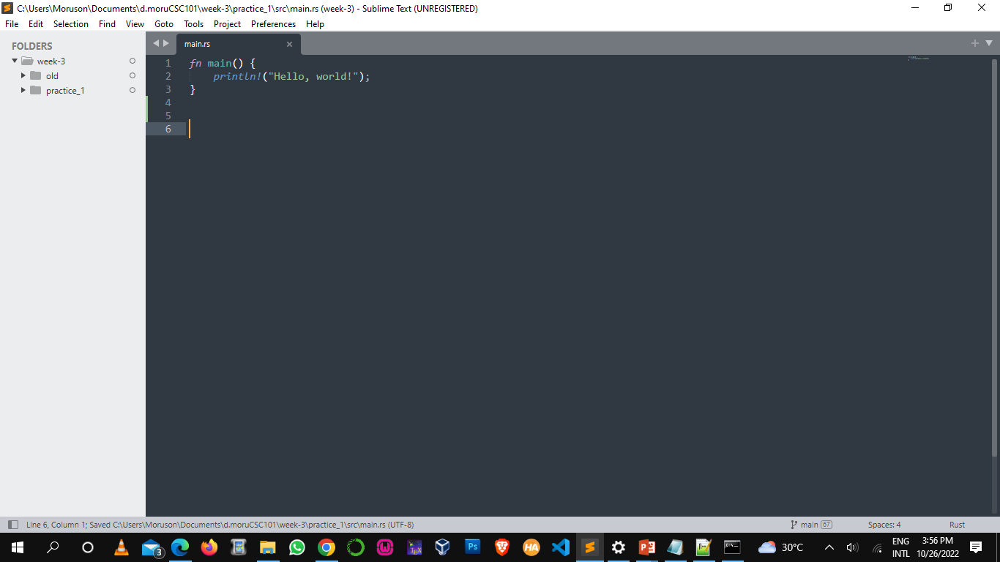 C:\Users\Moruson\Documents\d.moruCSC101\week-3\practice_1\src\main.rs (week-3) - Sublime Text (UNREGISTERED)
File Edit Selection Find View Goto Tools Project Preferences Help
FOLDERS
week-3
old
practice_1
main.rs
1 fn main() {
2     println!("Hello, world!");
3 }
4
5
6
Line 6, Column 1; Saved C:\Users\Moruson\Documents\d.moruCSC101\week-3\practice_1\src\main.rs (UTF-8)
main 67
Spaces: 4
Rust
3
Ps
HA
30°C
ENG
INTL
3:56 PM
10/26/2022